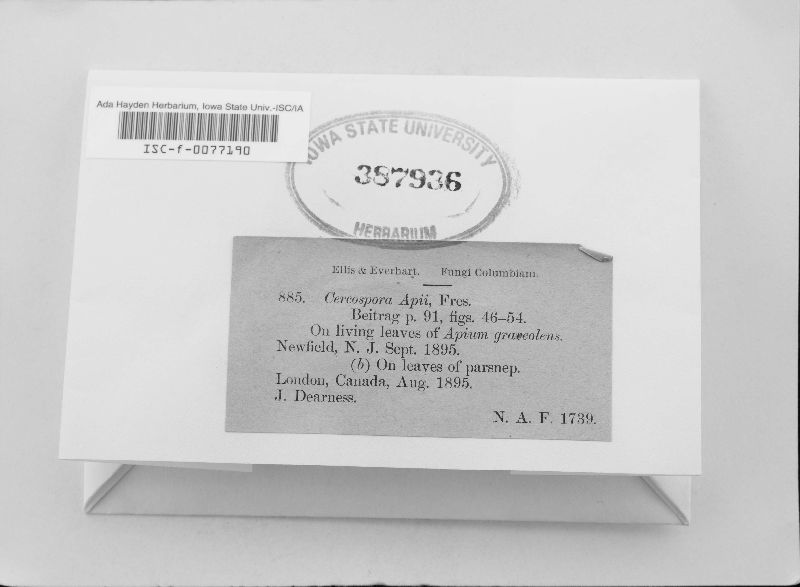 Ada Hayden Herbarium, Iowa State Univ.-ISC/IA
ISC-f-0077190
IOWA STATE UNIVERSITY
387936
HERBARIUM
Ellis & Everhart. Fungi Columbiani.
885. Cercospora Apii, Fres.
Beitrag p. 91, figs. 46–54.
On living leaves of Apium graveolens.
Newfield, N. J. Sept. 1895.
(b) On leaves of parsnep.
London, Canada, Aug. 1895.
J. Dearness.
N. A. F. 1739.